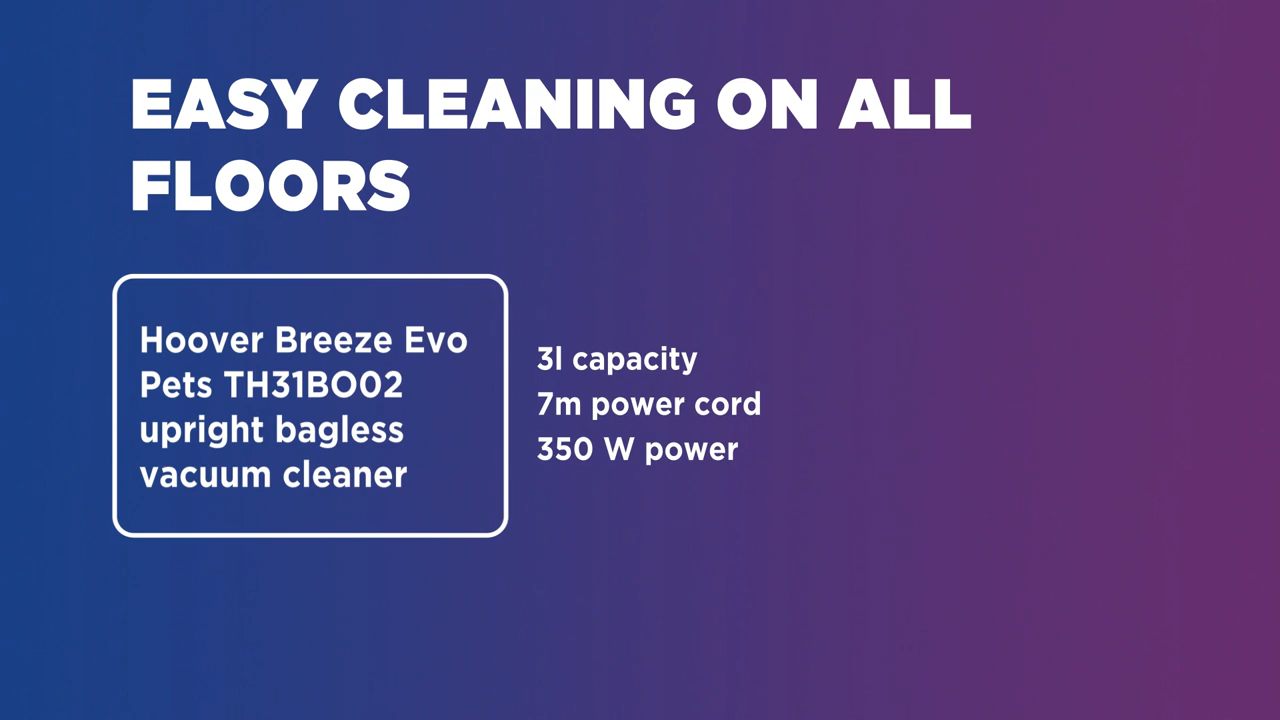 EASY CLEANING ON ALL
FLOORS
Hoover Breeze Evo
Pets TH31BO02
upright bagless
vacuum cleaner
3l capacity
7m power cord
350 W power